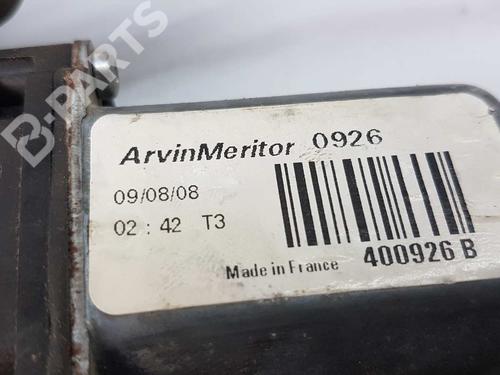 B-PARTS
ArvinMeritor 0926
09/08/08
02 : 42 T3
400926 B
Made in France